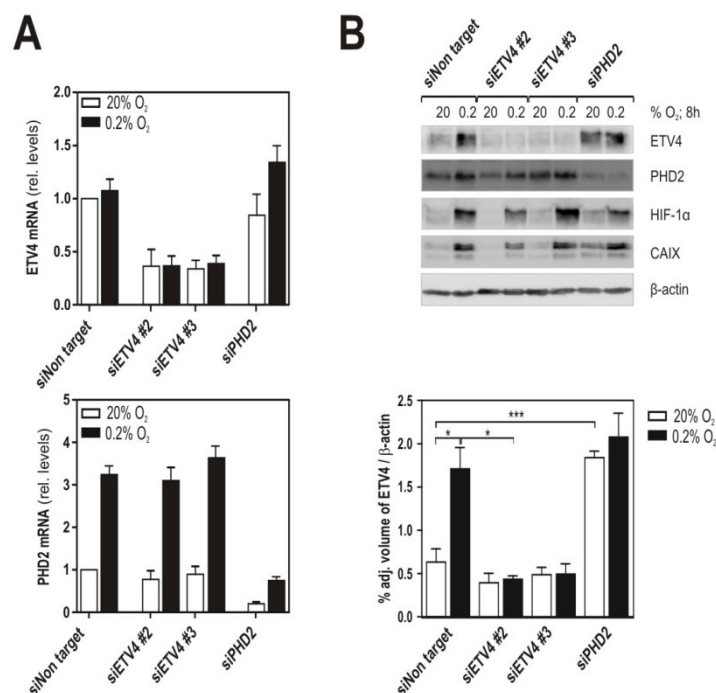 A
20% O2
0.2% O2
ETV4 mRNA (rel. levels)
2.0
1.5
1.0
0.5
0.0
siNon target
siETV4 #2
siETV4 #3
siPHD2
20% O2
0.2% O2
PHD2 mRNA (rel. levels)
5
4
3
2
1
0
siNon target
siETV4 #2
siETV4 #3
siPHD2
B
siNon target
siETV4 #2
siETV4 #3
siPHD2
20 0.2 20 0.2 20 0.2 20 0.2 % O2; 8h
ETV4
PHD2
HIF-1α
CAIX
β-actin
% adj. volume of ETV4 / β-actin
2.5
2.0
1.5
1.0
0.5
0.0
***
* *
20% O2
0.2% O2
siNon target
siETV4 #2
siETV4 #3
siPHD2